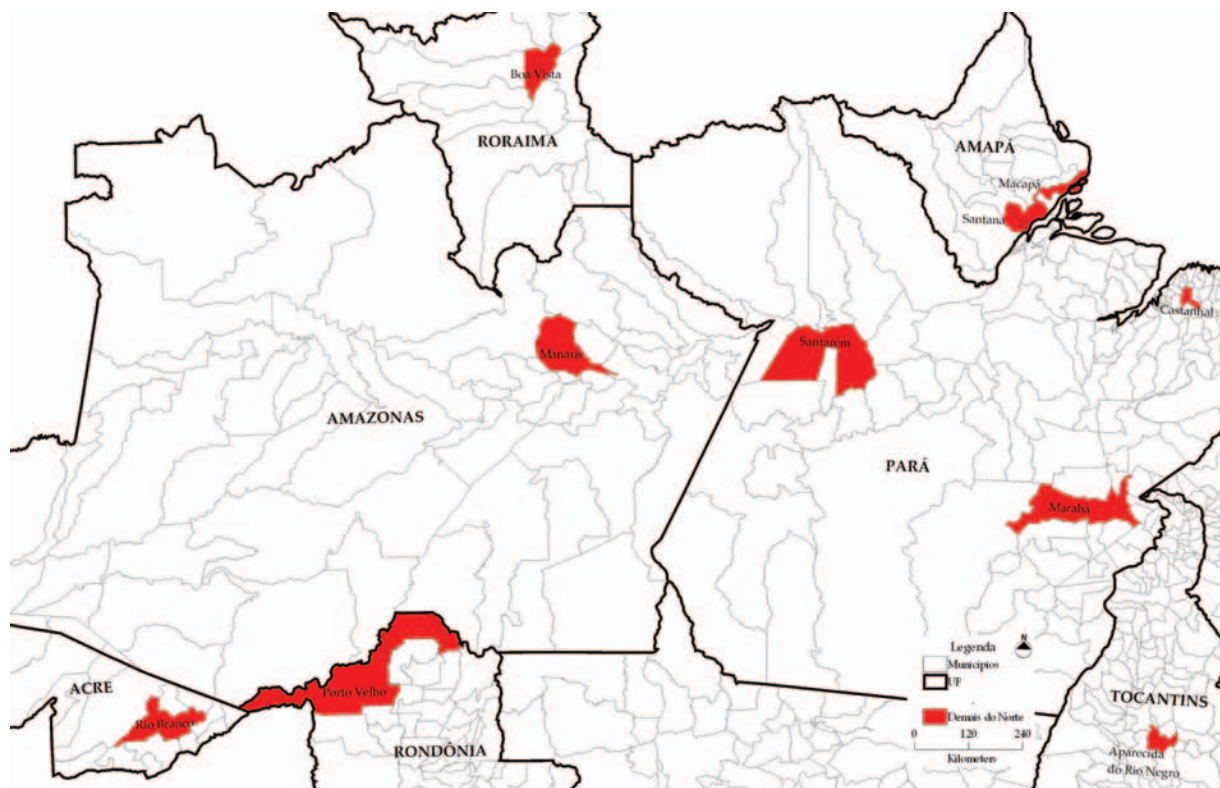 Boa Vista
RORAIMA
AMAPÁ
Macapá
Santana
Castanhal
Santarem
Manaus
AMAZONAS
PARÁ
Marabá
N
Legenda
Municípios
UF
ACRE
Porto Velho
TOCANTINS
Rio Branco
Demais do Norte
RONDÔNIA
0 120 240
Kilometers
Aparecida
do Rio Negro